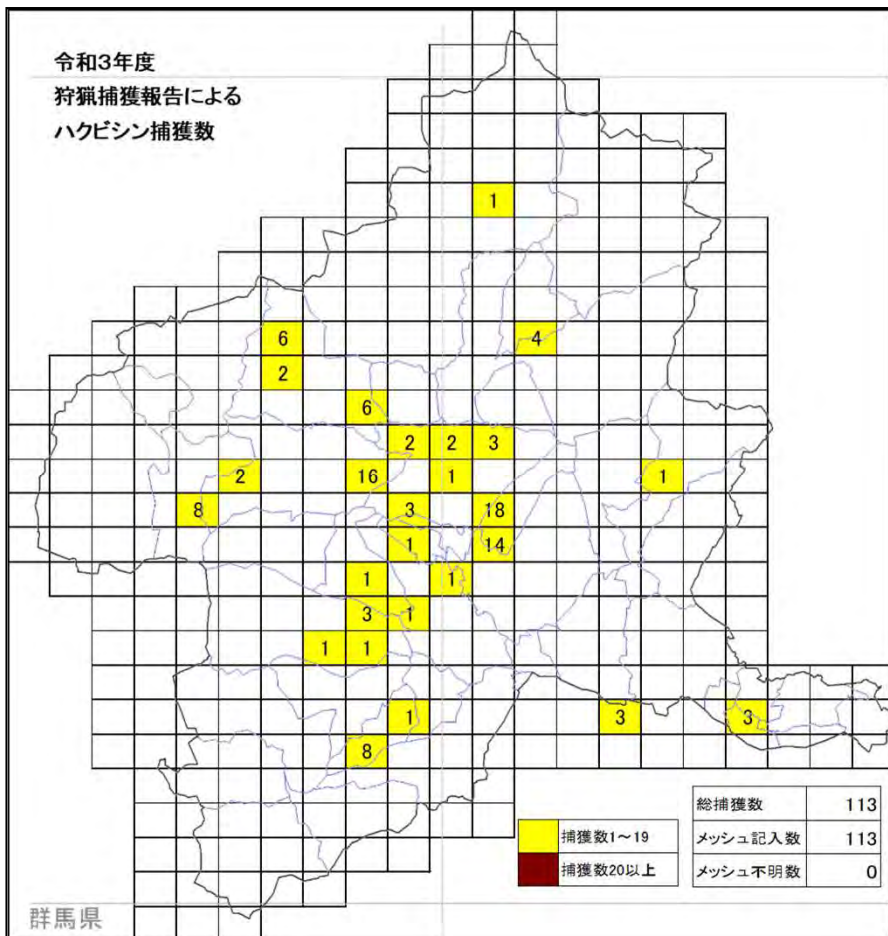 令和3年度
狩猟捕獲報告による
ハクビシン捕獲数
1
6 4
2
6
2 2 3
2 16 1 1
8 3 18
1 14
1 1
3 1
1 1
1 3 3
8
捕獲数1～19
捕獲数20以上
総捕獲数 113
メッシュ記入数 113
メッシュ不明数 0
群馬県